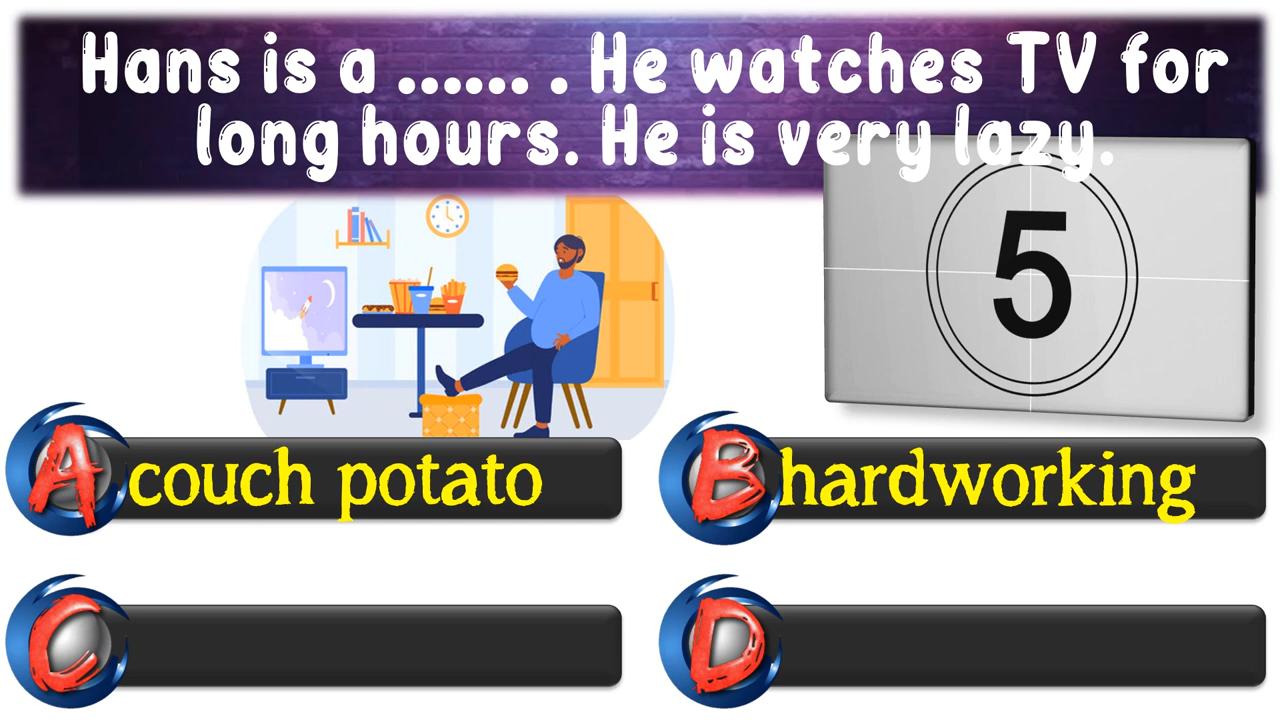 Hans is a ...... . He watches TV for
long hours. He is very lazy.
5
A couch potato
B hardworking
C
D